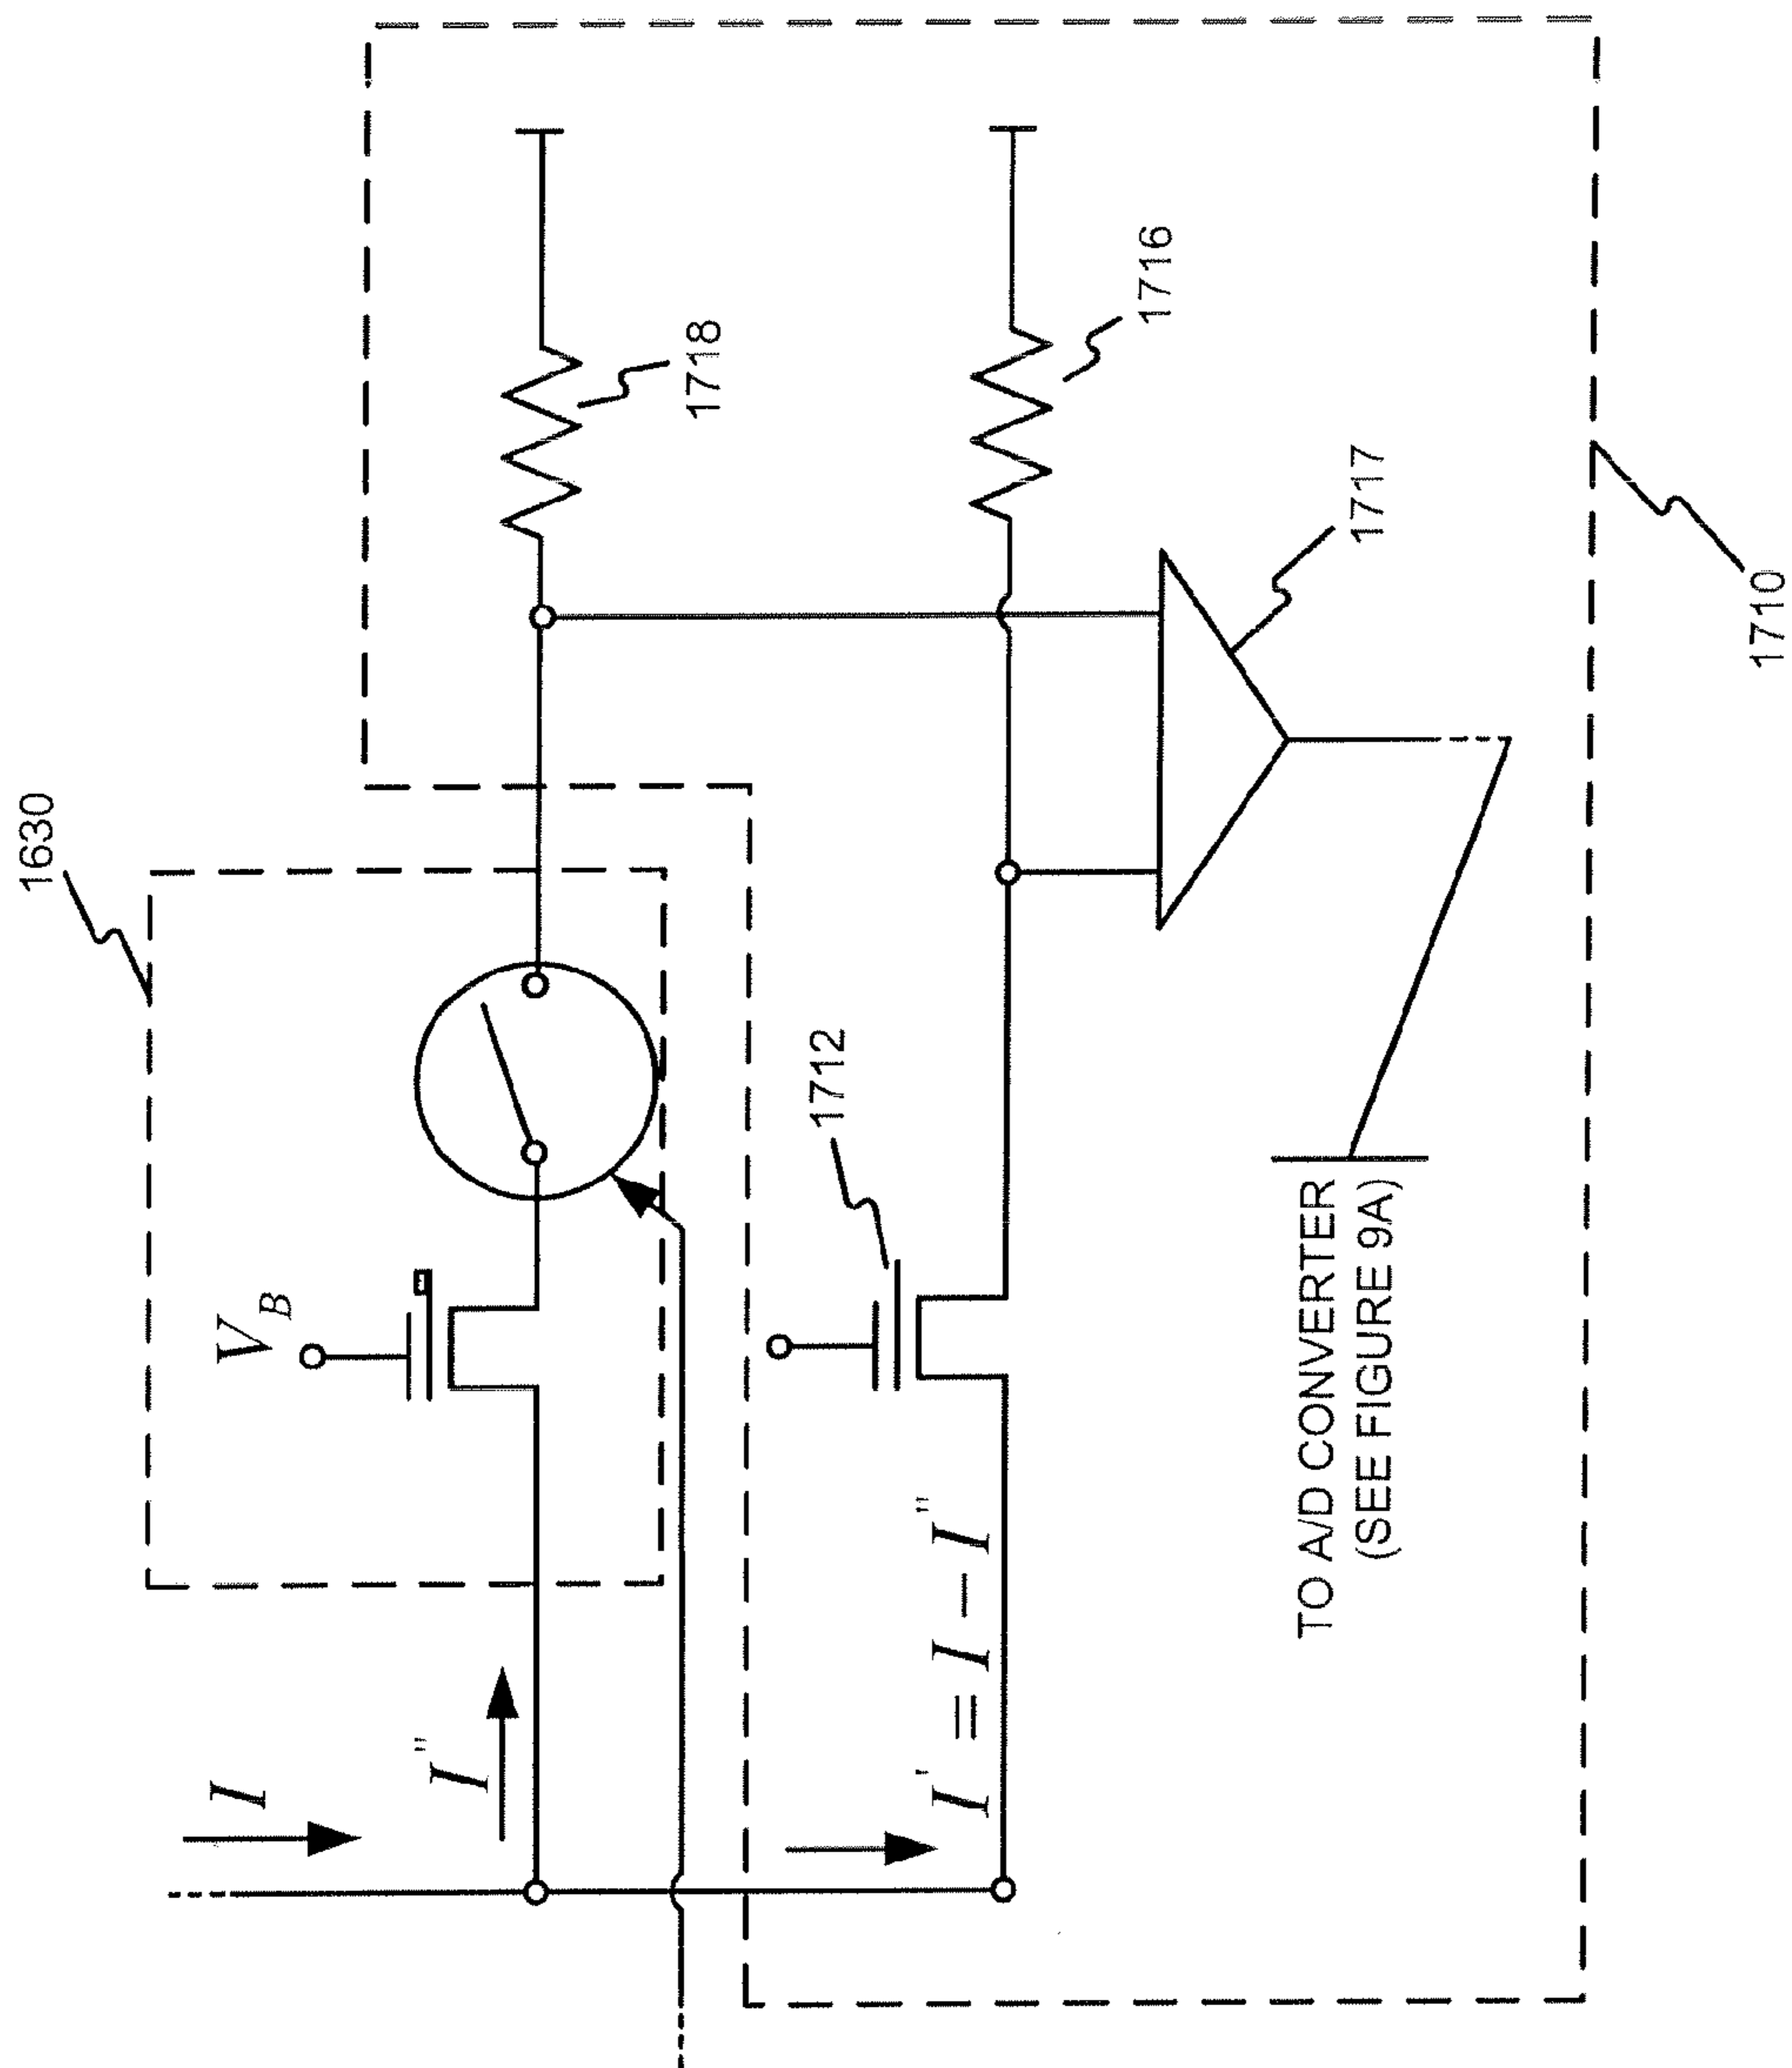 1630
V_B
I
I''
1718
1712
1716
I' = I − I''
1717
TO A/D CONVERTER
(SEE FIGURE 9A)
1710